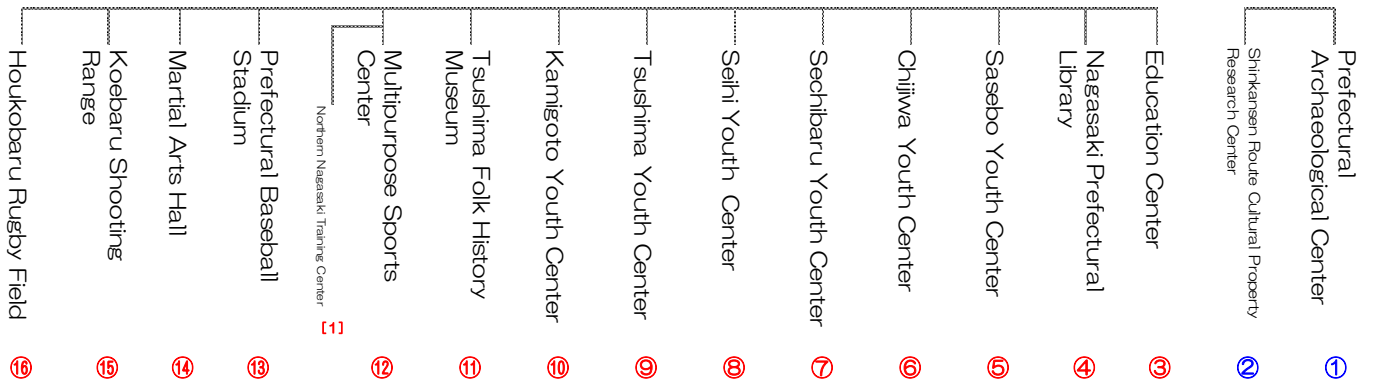 Prefectural
Archaeological Center
①
Shinkansen Route Cultural Property
Research Center
②
Education Center
③
Nagasaki Prefectural
Library
④
Sasebo Youth Center
⑤
Chijiwa Youth Center
⑥
Sechibaru Youth Center
⑦
Seihi Youth Center
⑧
Tsushima Youth Center
⑨
Kamigoto Youth Center
⑩
Tsushima Folk History
Museum
⑪
Multipurpose Sports
Center
⑫
Northern Nagasaki Training Center
[1]
Prefectural Baseball
Stadium
⑬
Martial Arts Hall
⑭
Koebaru Shooting
Range
⑮
Houkobaru Rugby Field
⑯